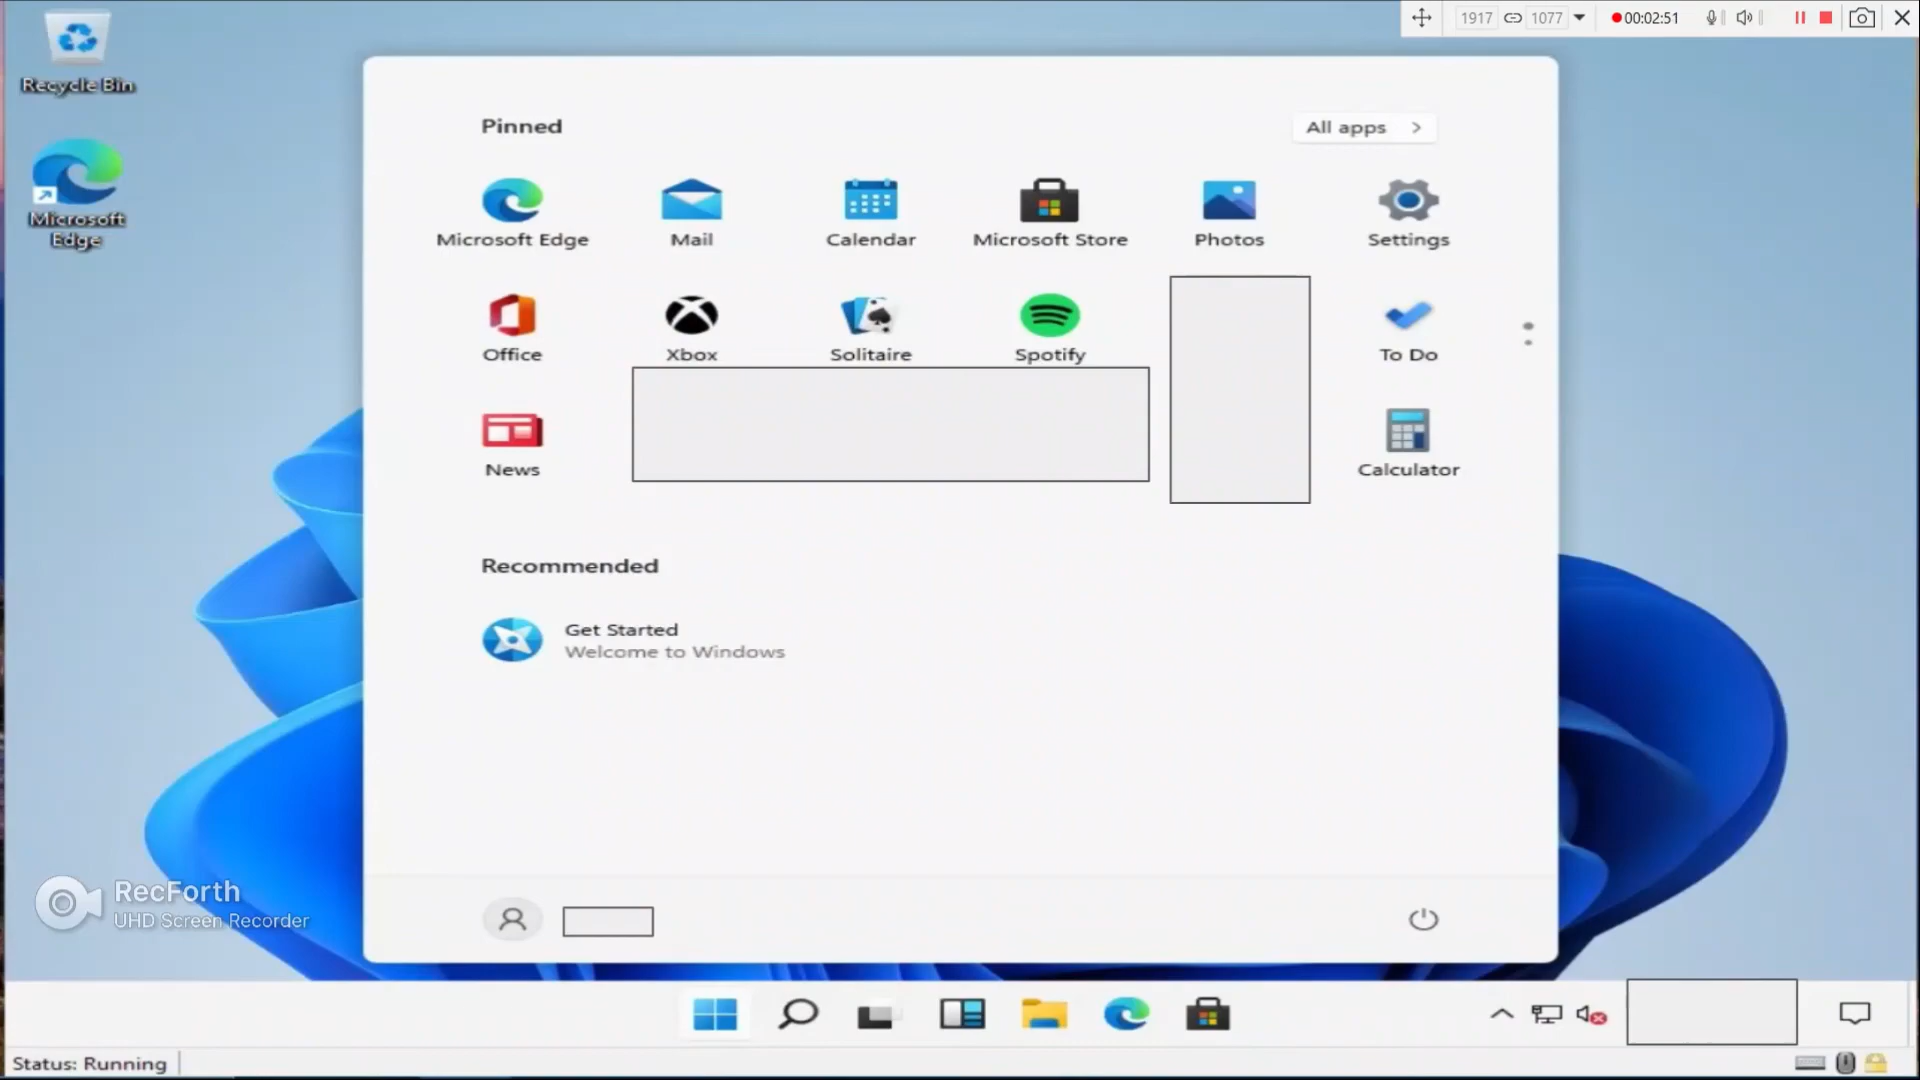 1917 1077 00:02:51
Recycle Bin
Microsoft
Edge
Pinned
All apps
Microsoft Edge Mail Calendar Microsoft Store Photos Settings
Office Xbox Solitaire Spotify To Do
News Calculator
Recommended
Get Started
Welcome to Windows
RecForth
UHD Screen Recorder
Status: Running